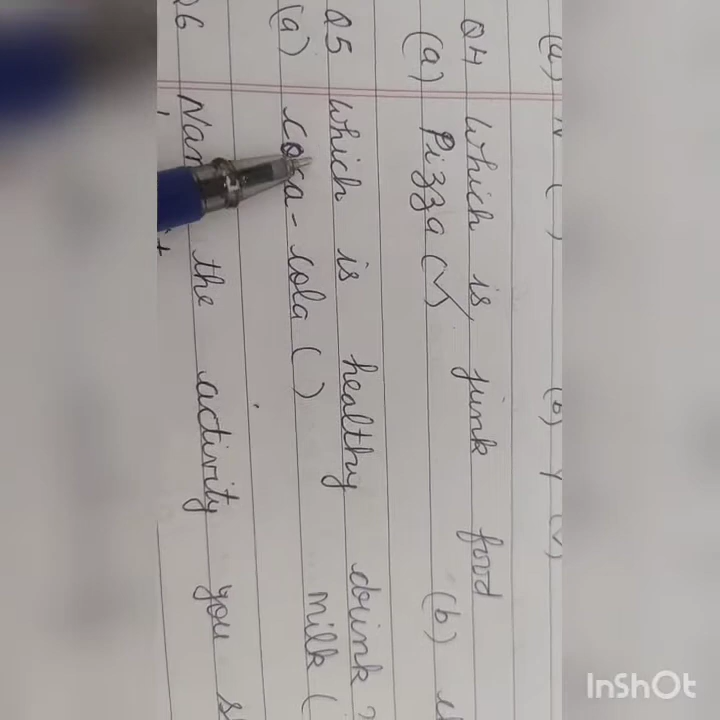 (a) N ( ) (b) Y (✓)
Q4 which is junk food
(a) Pizza (✓) (b)
Q5 which is healthy drink?
(a) coca-cola ( ) Milk (
Q6 the activity you
InShOt